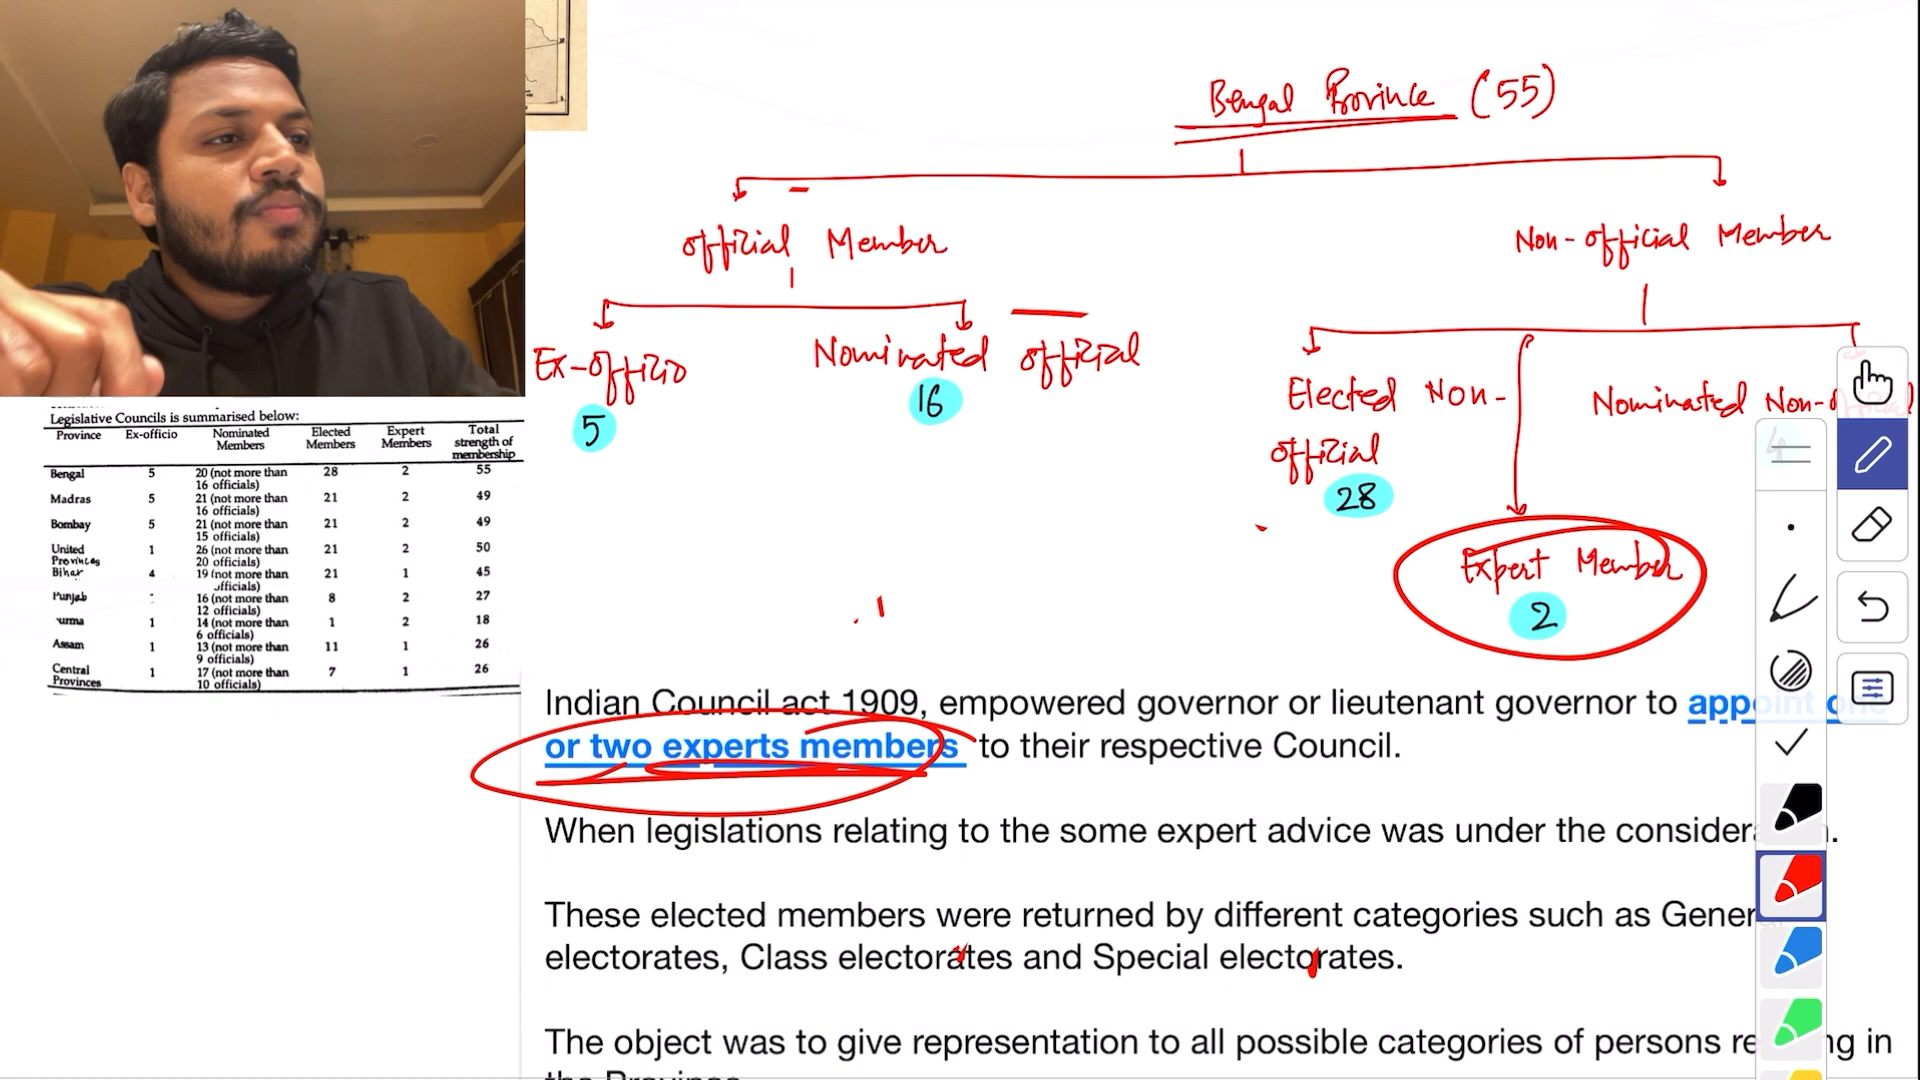 Bengal Province (55)
Official Member
Non-official Member
Ex-officio
5
Nominated official
16
Elected Non-
official
28
Nominated Non-official
4
Expert Member
2
Legislative Councils is summarised below:
Province Ex-officio Nominated Members Elected Members Expert Members Total strength of membership
Bengal 5 20 (not more than 16 officials) 28 2 55
Madras 5 21 (not more than 16 officials) 21 2 49
Bombay 5 21 (not more than 15 officials) 21 2 49
United Provinces 1 26 (not more than 20 officials) 21 2 50
Bihar 4 19 (not more than officials) 21 1 45
Punjab 16 (not more than 12 officials) 8 2 27
urma 1 14 (not more than 6 officials) 1 2 18
Assam 1 13 (not more than 9 officials) 11 1 26
Central Provinces 1 17 (not more than 10 officials) 7 1 26
Indian Council act 1909, empowered governor or lieutenant governor to appoint one
or two experts members to their respective Council.
When legislations relating to the some expert advice was under the consider
These elected members were returned by different categories such as Gener
electorates, Class electorates and Special electorates.
The object was to give representation to all possible categories of persons re ng in
the Province